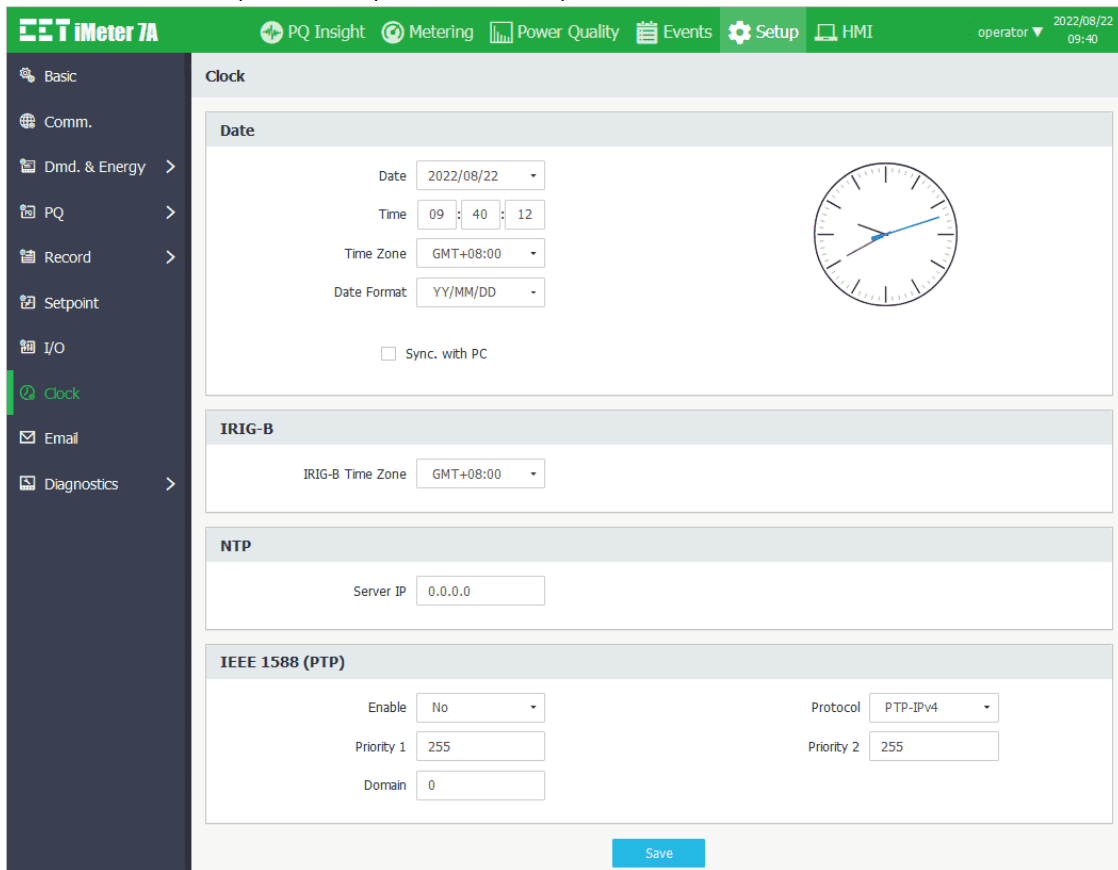 CET iMeter 7A PQ Insight Metering Power Quality Events Setup HMI operator ▼ 2022/08/22
09:40
Basic
Comm.
Dmd. & Energy >
PQ >
Record >
Setpoint
I/O
Clock
Email
Diagnostics >
Clock
Date
Date 2022/08/22
Time 09 : 40 : 12
Time Zone GMT+08:00
Date Format YY/MM/DD
Sync. with PC
IRIG-B
IRIG-B Time Zone GMT+08:00
NTP
Server IP 0.0.0.0
IEEE 1588 (PTP)
Enable No Protocol PTP-IPv4
Priority 1 255 Priority 2 255
Domain 0
Save